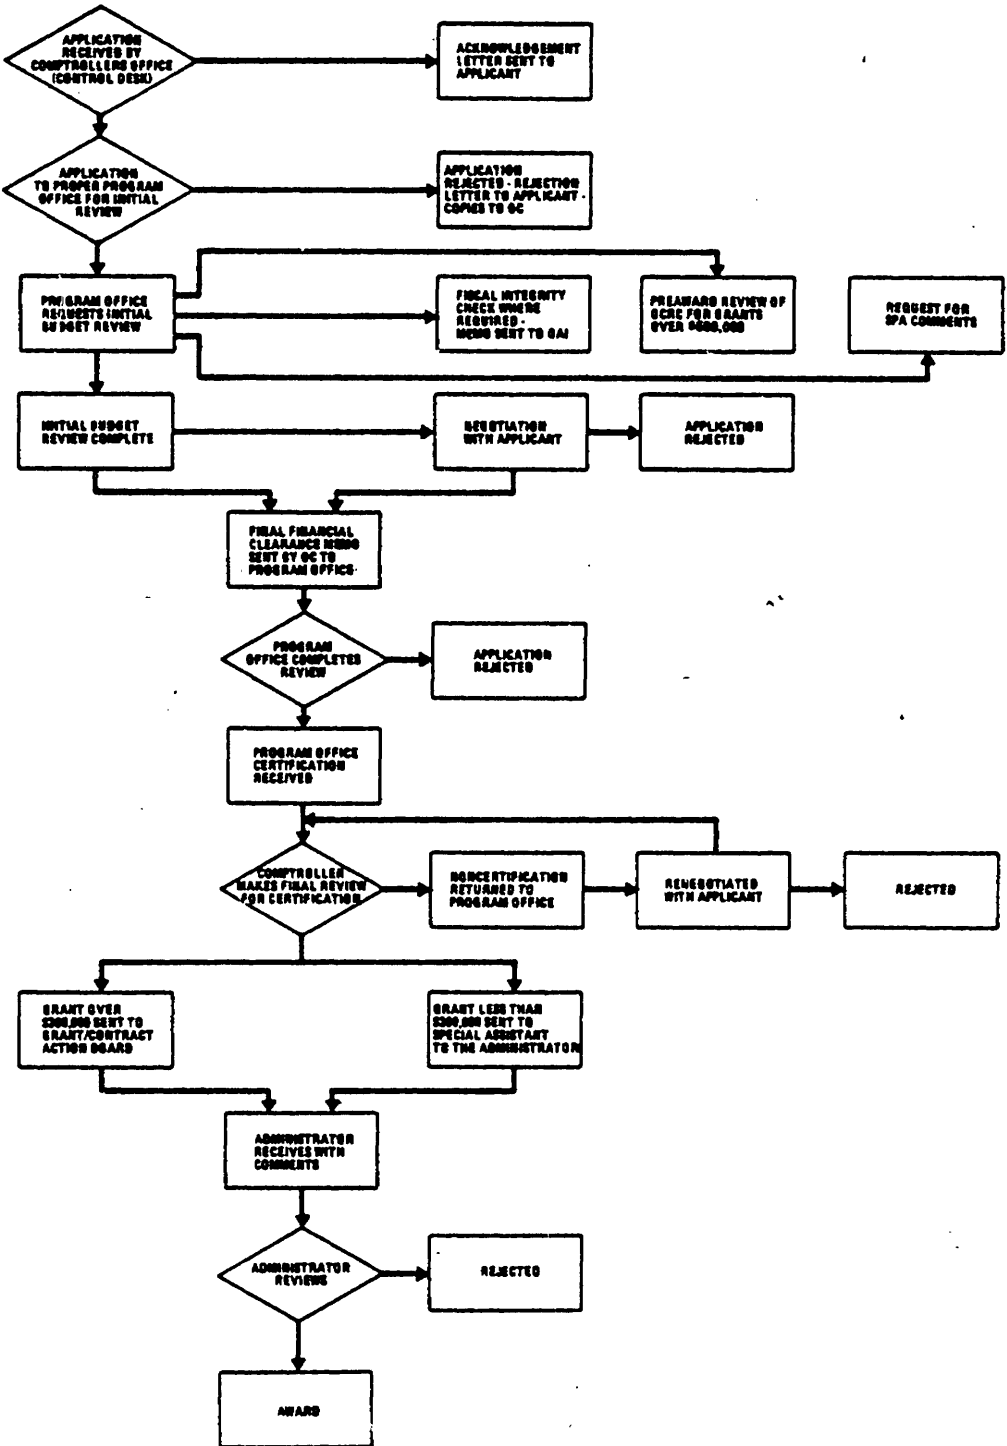 APPLICATION
RECEIVED BY
COMPTROLLERS OFFICE
(CONTROL DESK)
ACKNOWLEDGEMENT
LETTER SENT TO
APPLICANT
APPLICATION
TO PROPER PROGRAM
OFFICE FOR INITIAL
REVIEW
APPLICATION
REJECTED - REJECTION
LETTER TO APPLICANT -
COPIES TO OC
PROGRAM OFFICE
REQUESTS INITIAL
BUDGET REVIEW
FISCAL INTEGRITY
CHECK WHERE
REQUIRED -
MEMO SENT TO OAI
PREAWARD REVIEW OF
OCRC FOR GRANTS
OVER
REQUEST FOR
SPA COMMENTS
INITIAL BUDGET
REVIEW COMPLETE
NEGOTIATION
WITH APPLICANT
APPLICATION
REJECTED
FINAL FINANCIAL
CLEARANCE MEMO
SENT BY OC TO
PROGRAM OFFICE
PROGRAM
OFFICE COMPLETES
REVIEW
APPLICATION
REJECTED
PROGRAM OFFICE
CERTIFICATION
RECEIVED
COMPTROLLER
MAKES FINAL REVIEW
FOR CERTIFICATION
NONCERTIFICATION
RETURNED TO
PROGRAM OFFICE
RENEGOTIATED
WITH APPLICANT
REJECTED
GRANT OVER
$300,000 SENT TO
GRANT/CONTRACT
ACTION BOARD
GRANT LESS THAN
$300,000 SENT TO
SPECIAL ASSISTANT
TO THE ADMINISTRATOR
ADMINISTRATOR
RECEIVES WITH
COMMENTS
ADMINISTRATOR
REVIEWS
REJECTED
AWARD